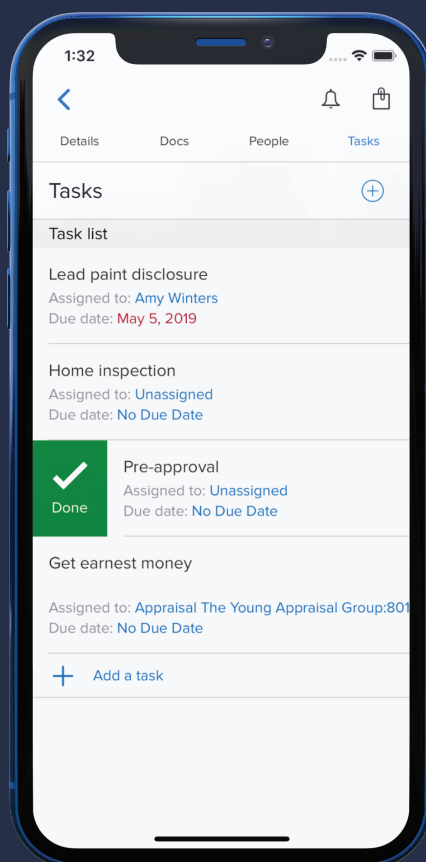 1:32
Details Docs People Tasks
Tasks
Task list
Lead paint disclosure
Assigned to: Amy Winters
Due date: May 5, 2019
Home inspection
Assigned to: Unassigned
Due date: No Due Date
Done
Pre-approval
Assigned to: Unassigned
Due date: No Due Date
Get earnest money
Assigned to: Appraisal The Young Appraisal Group:801
Due date: No Due Date
Add a task